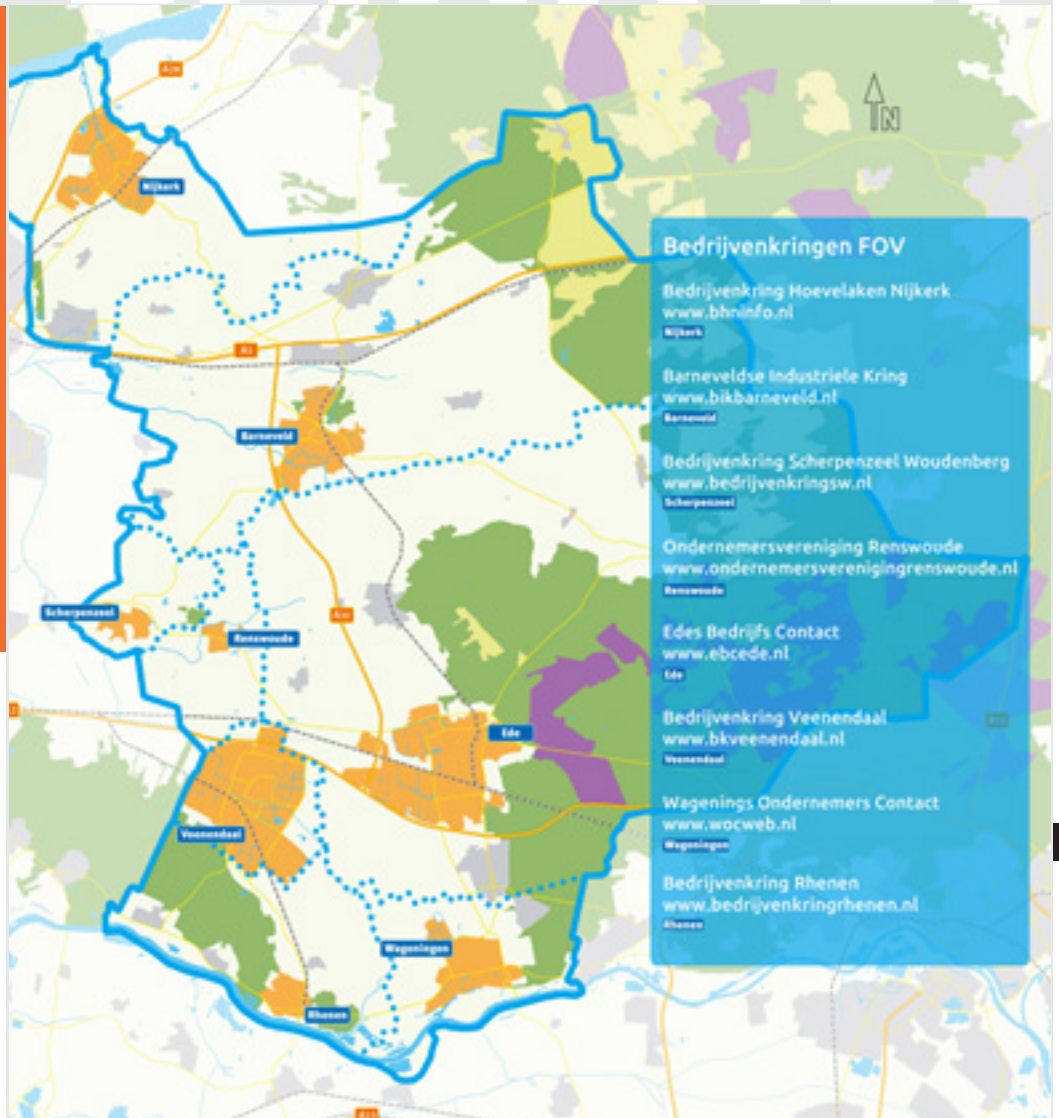 A28
N
Nijkerk
Bedrijvenkringen FOV
Bedrijvenkring Hoevelaken Nijkerk
www.bhninfo.nl
Nijkerk
Barneveldse Industriele Kring
www.bikbarneveld.nl
Barneveld
Bedrijvenkring Scherpenzeel Woudenberg
www.bedrijvenkringsw.nl
Scherpenzeel
Ondernemersvereniging Renswoude
www.ondernemersverenigingrenswoude.nl
Renswoude
Edes Bedrijfs Contact
www.ebcede.nl
Ede
Bedrijvenkring Veenendaal
www.bkveenendaal.nl
Veenendaal
Wagenings Ondernemers Contact
www.wocweb.nl
Wageningen
Bedrijvenkring Rhenen
www.bedrijvenkringrhenen.nl
Rhenen
A1
Barneveld
Scherpenzeel
A30
Renswoude
Ede
Veenendaal
Wageningen
Rhenen
A15